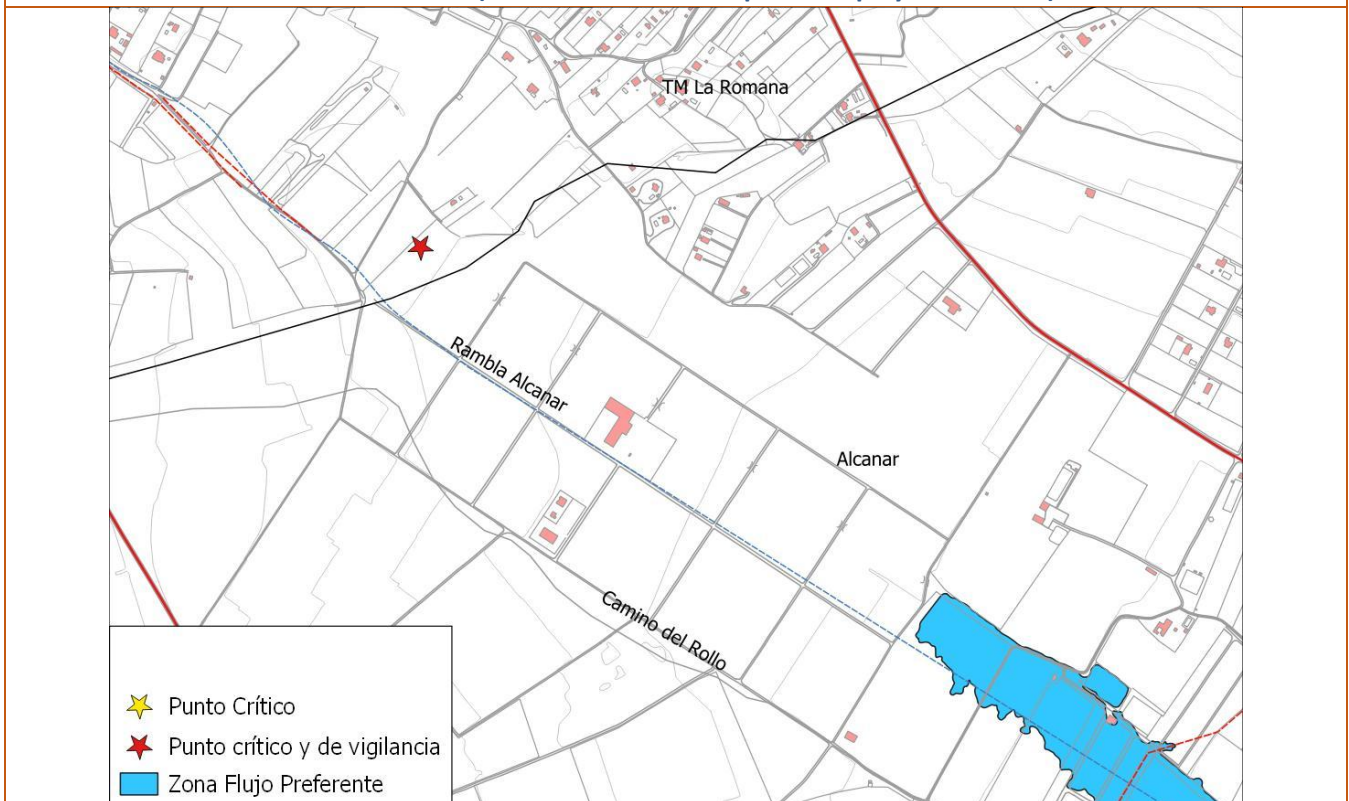 TM La Romana
Rambla Alcanar
Alcanar
Camino del Rollo
Punto Crítico
Punto crítico y de vigilancia
Zona Flujo Preferente